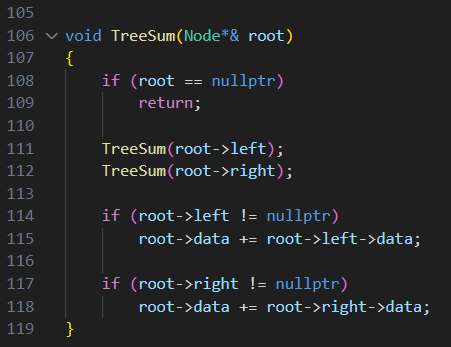 105
106 void TreeSum(Node*& root)
107 {
108     if (root == nullptr)
109         return;
110
111     TreeSum(root->left);
112     TreeSum(root->right);
113
114     if (root->left != nullptr)
115         root->data += root->left->data;
116
117     if (root->right != nullptr)
118         root->data += root->right->data;
119 }